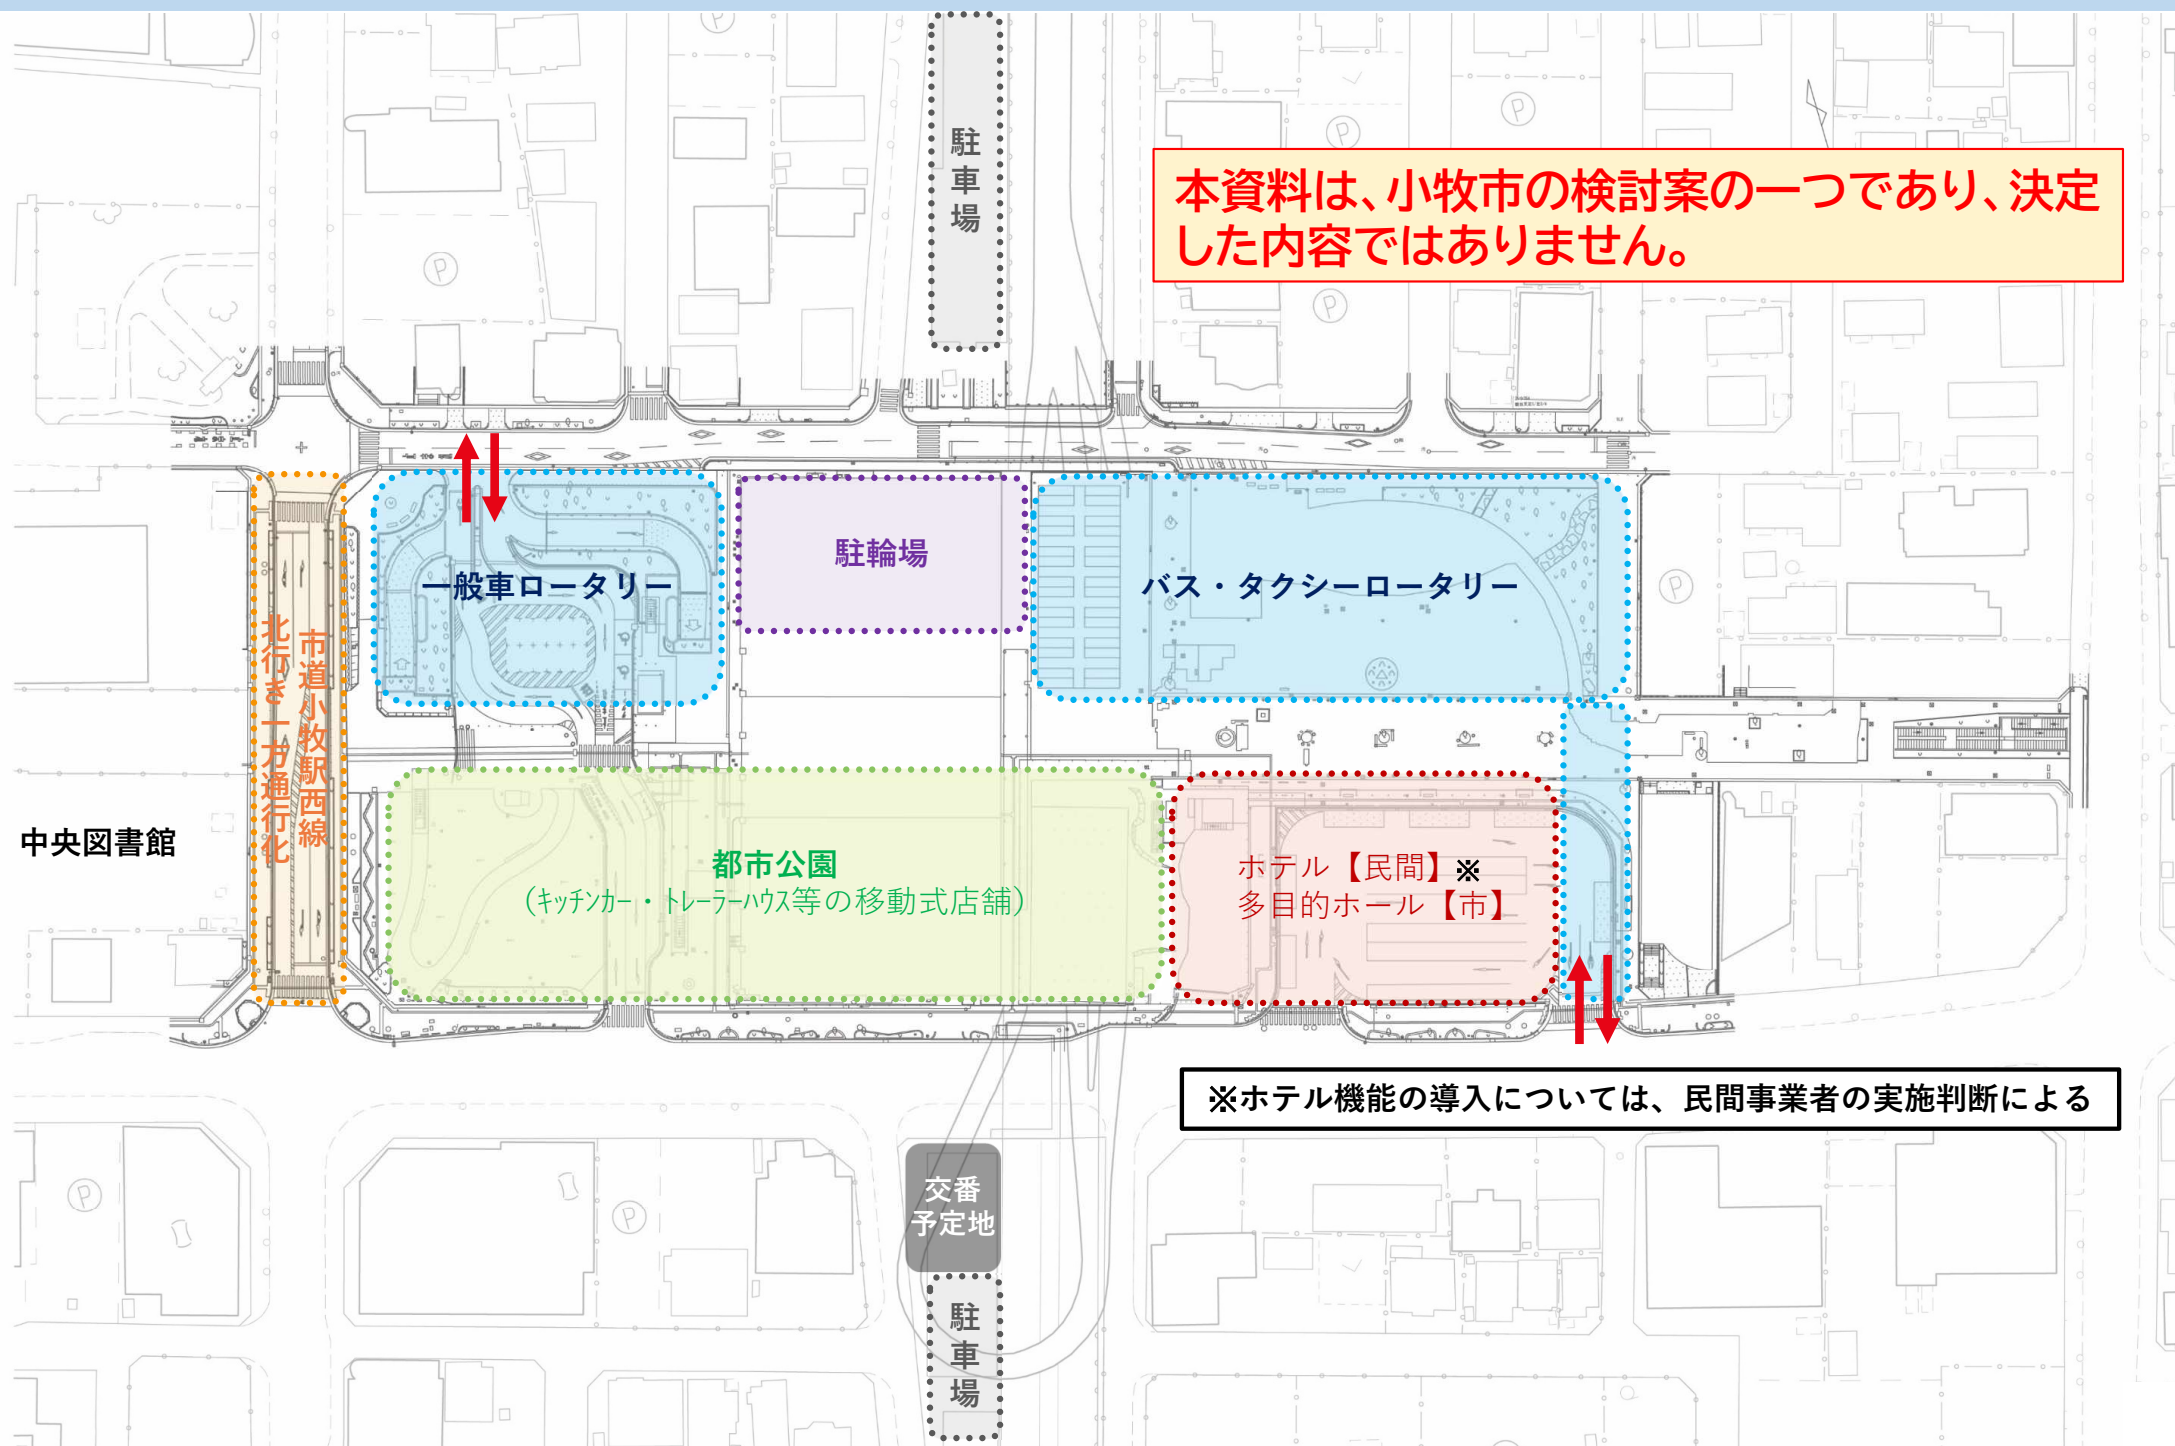 駐車場
本資料は、小牧市の検討案の一つであり、決定
した内容ではありません。
一般車ロータリー
駐輪場
バス・タクシーロータリー
市道小牧駅西線
北行き一方通行化
中央図書館
都市公園
(ｷｯﾁﾝｶｰ・ﾄﾚｰﾗｰﾊｳｽ等の移動式店舗)
ホテル【民間】※
多目的ホール【市】
※ホテル機能の導入については、民間事業者の実施判断による
交番
予定地
駐車場
P
P
P
P
P
P
P
P